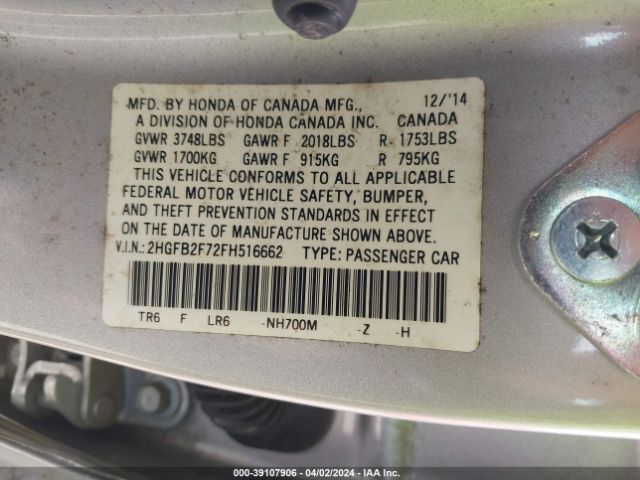 MFD. BY HONDA OF CANADA MFG., 12/'14
A DIVISION OF HONDA CANADA INC. CANADA
GVWR 3748LBS GAWR F 2018LBS R 1753LBS
GVWR 1700KG GAWR F 915KG R 795KG
THIS VEHICLE CONFORMS TO ALL APPLICABLE
FEDERAL MOTOR VEHICLE SAFETY, BUMPER,
AND THEFT PREVENTION STANDARDS IN EFFECT
ON THE DATE OF MANUFACTURE SHOWN ABOVE.
V.I.N.: 2HGFB2F72FH516662 TYPE: PASSENGER CAR
TR6 F LR6 -NH700M -Z -H
000-39107906 - 04/02/2024 - IAA Inc.